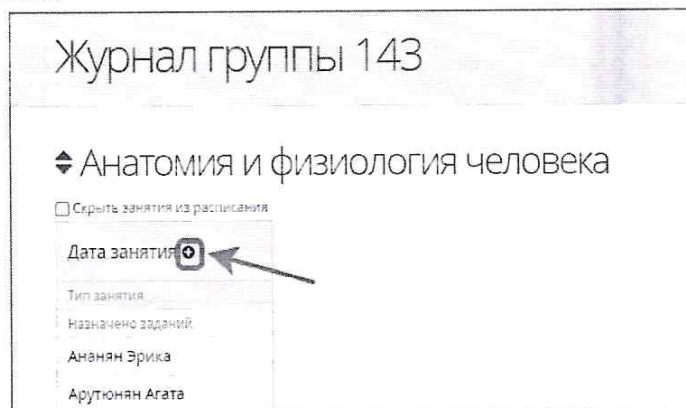 Журнал группы 143
Анатомия и физиология человека
Скрыть занятия из расписания
Дата занятия
Тип занятия
Назначено заданий
Ананян Эрика
Арутюнян Агата